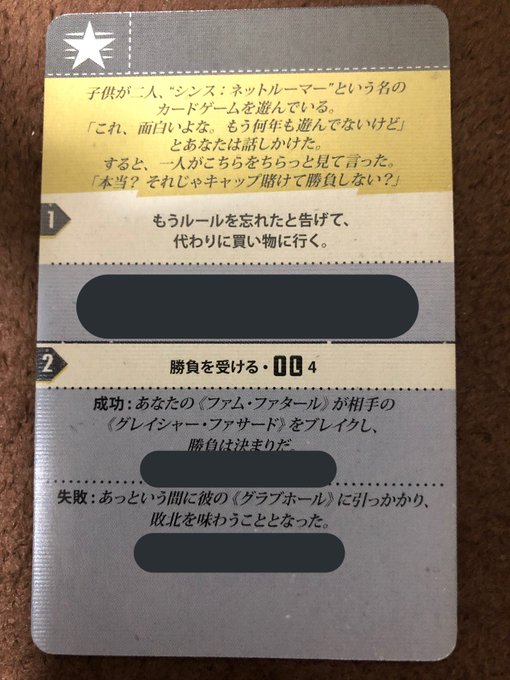 子供が二人、“シンス：ネットルーマー”という名の
カードゲームを遊んでいる。
「これ、面白いよな。もう何年も遊んでないけど」
とあなたは話しかけた。
すると、一人がこちらをちらっと見て言った。
「本当？ それじゃキャップ賭けて勝負しない？」
1
もうルールを忘れたと告げて、
代わりに買い物に行く。
2
勝負を受ける・IL 4
成功：あなたの《ファム・ファタール》が相手の
《グレイシャー・ファサード》をブレイクし、
勝負は決まりだ。
失敗：あっという間に彼の《グラブホール》に引っかかり、
敗北を味わうこととなった。